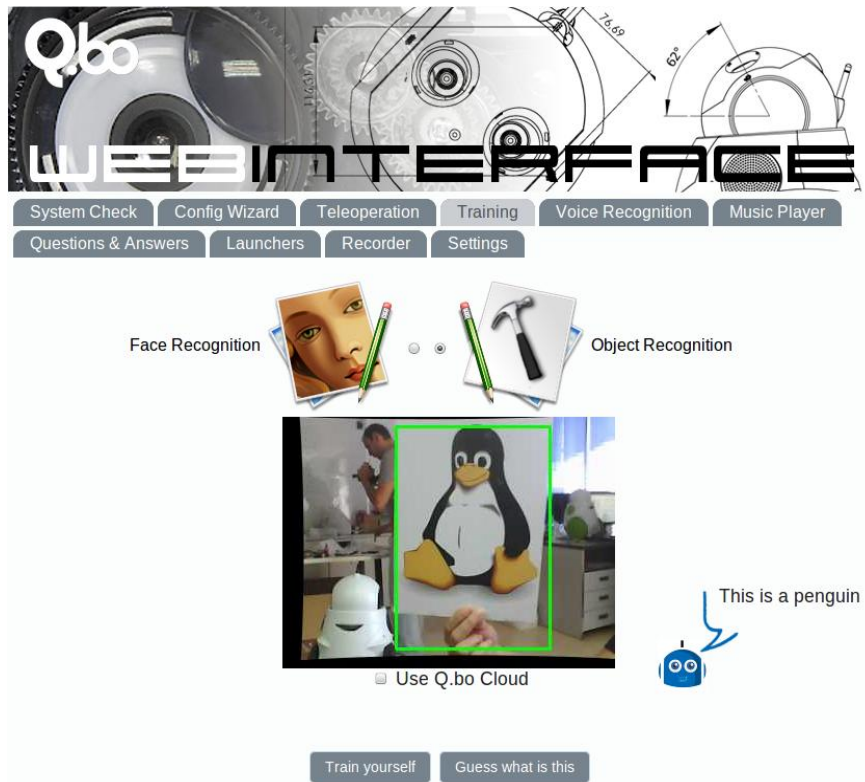 Q.bo
WEBINTERFACE
76.69
62°
System Check Config Wizard Teleoperation Training Voice Recognition Music Player
Questions & Answers Launchers Recorder Settings
Face Recognition Object Recognition
This is a penguin
Use Q.bo Cloud
Train yourself Guess what is this